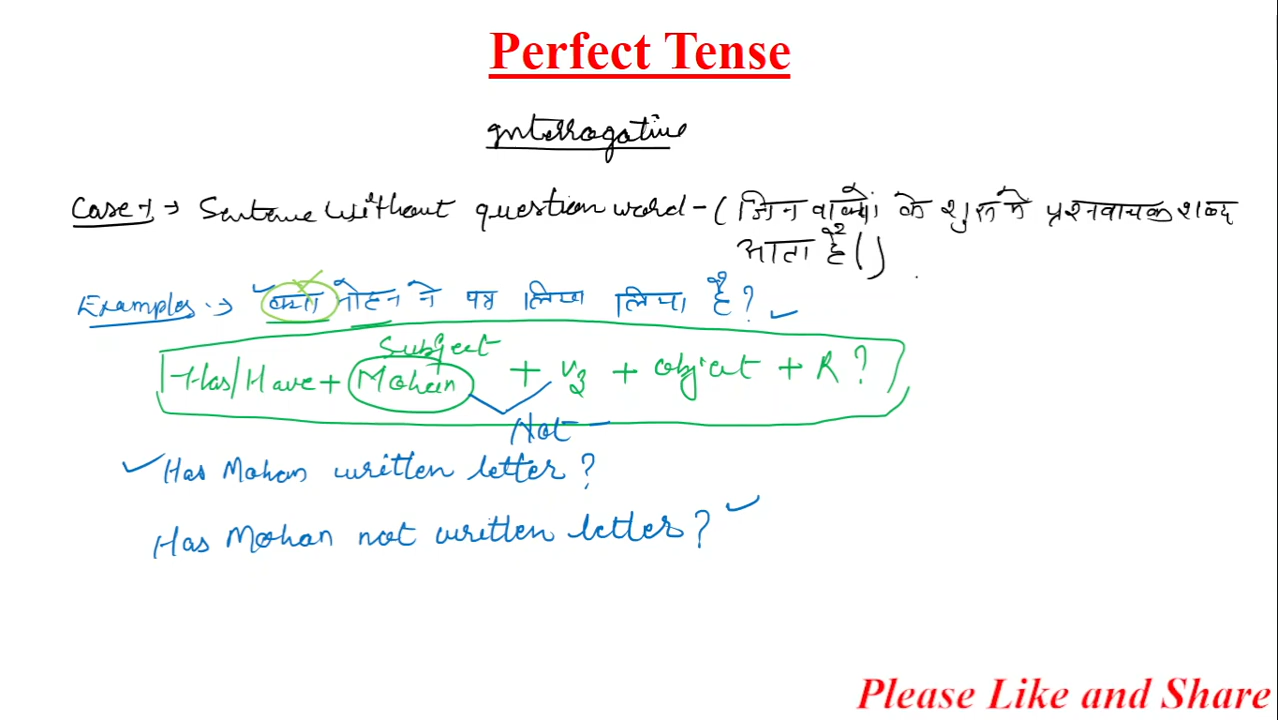 Perfect Tense
Interrogative
Case 1 → Sentence without question word - ( जिन वाक्यों के शुरू में प्रश्नवाचक शब्द
आता है ()
Examples :→ क्या मोहन ने पत्र लिख लिया है ?
Subject
Has/Have + Mohan + V3 + object + R ?
Not
Has Mohan written letter ?
Has Mohan not written letter ?
Please Like and Share